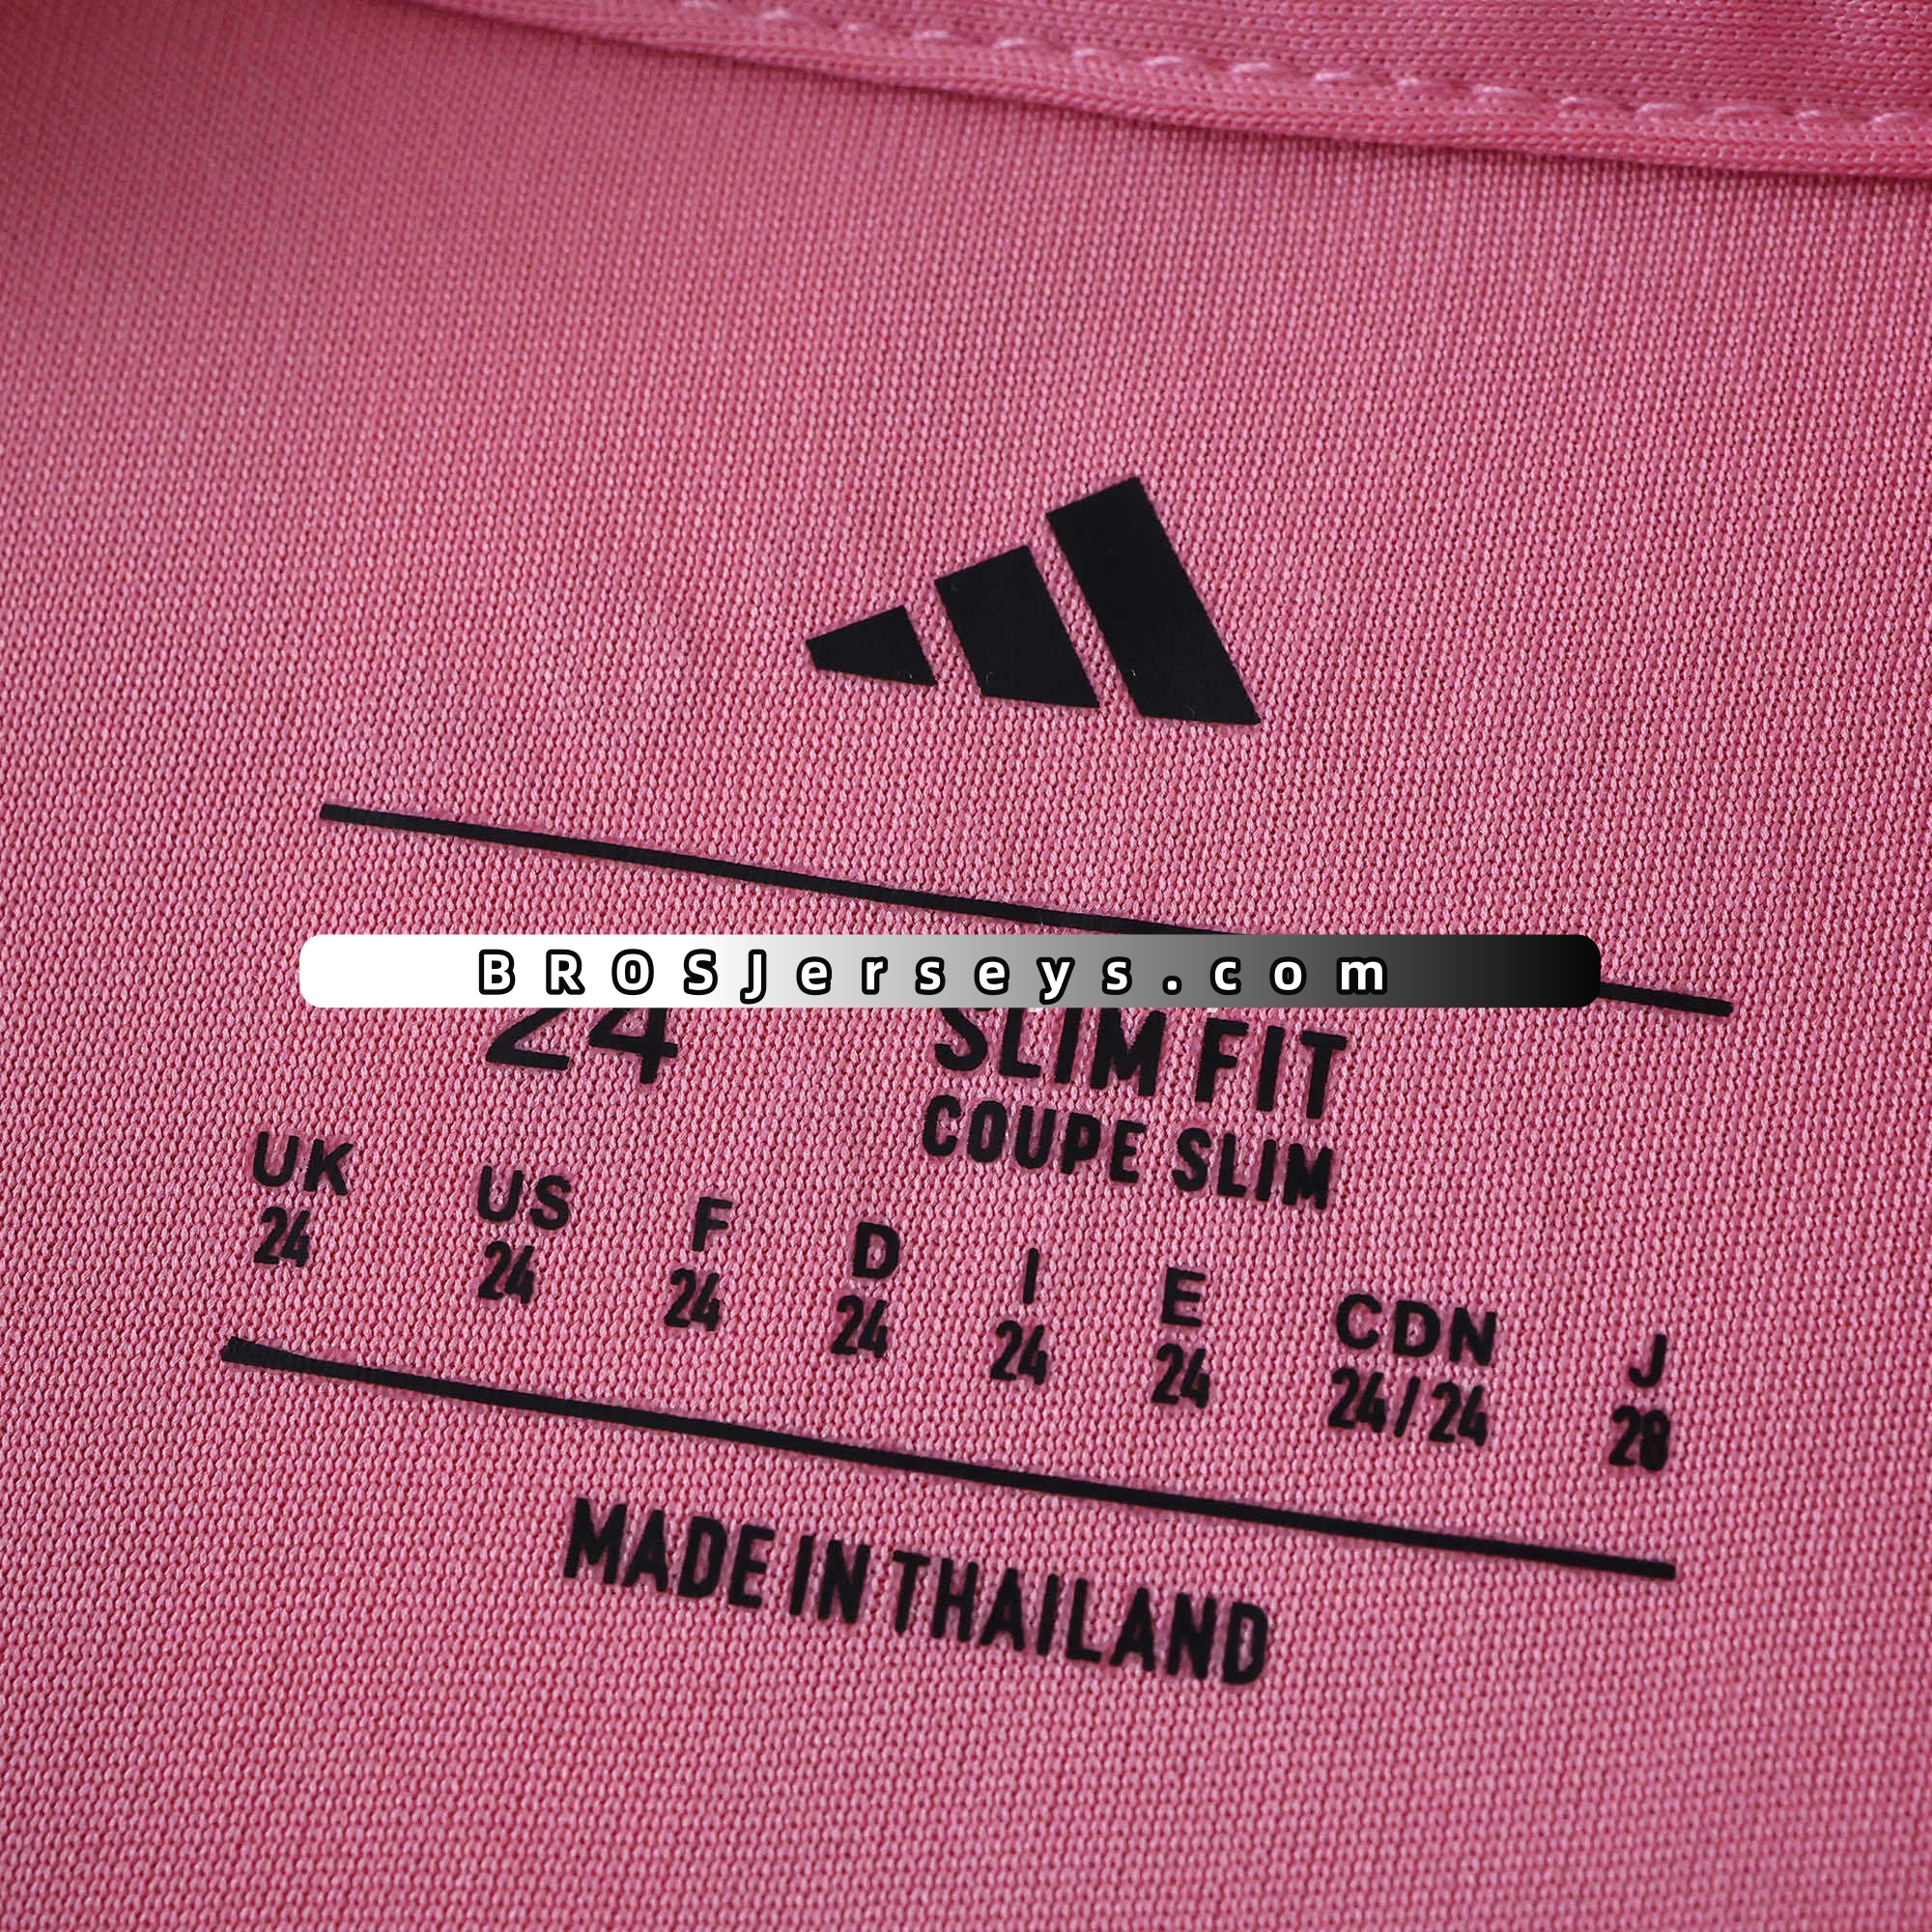 BROSJerseys.com
24 SLIM FIT
COUPE SLIM
UK US F D I E CDN J
24 24 24 24 24 24 24/24 28
MADE IN THAILAND